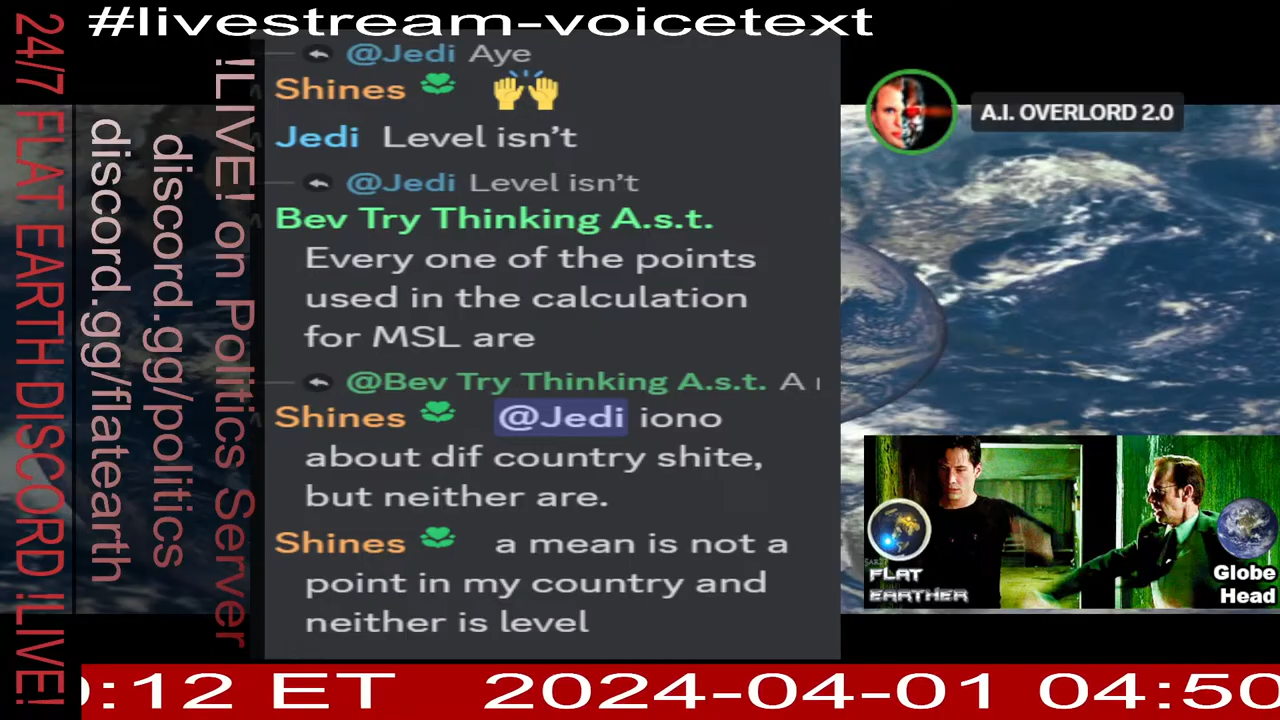 #livestream-voicetext
@Jedi Aye
Shines 🙌
Jedi Level isn't
@Jedi Level isn't
Bev Try Thinking A.s.t.
Every one of the points
used in the calculation
for MSL are
@Bev Try Thinking A.s.t. A
Shines @Jedi iono
about dif country shite,
but neither are.
Shines a mean is not a
point in my country and
neither is level
24/7 FLAT EARTH DISCORD !LIVE!
discord.gg/flatearth
discord.gg/politics
!LIVE! on Politics Server
A.I. OVERLORD 2.0
FLAT
EARTHER
Globe
Head
:12 ET 2024-04-01 04:50